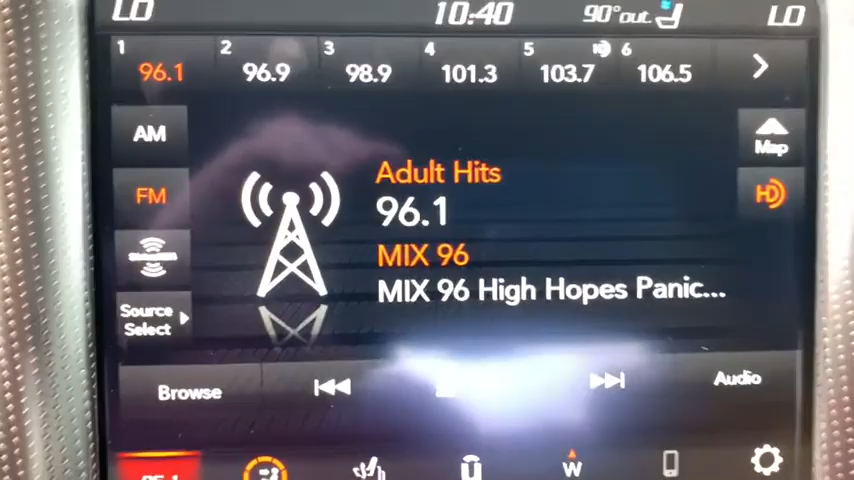 LO 10:40 90°out. LO
1 2 3 4 5 6
96.1 96.9 98.9 101.3 103.7 106.5
AM
Map
Adult Hits
FM
HD
96.1
MIX 96
MIX 96 High Hopes Panic...
Source
Select
Browse
Audio
W